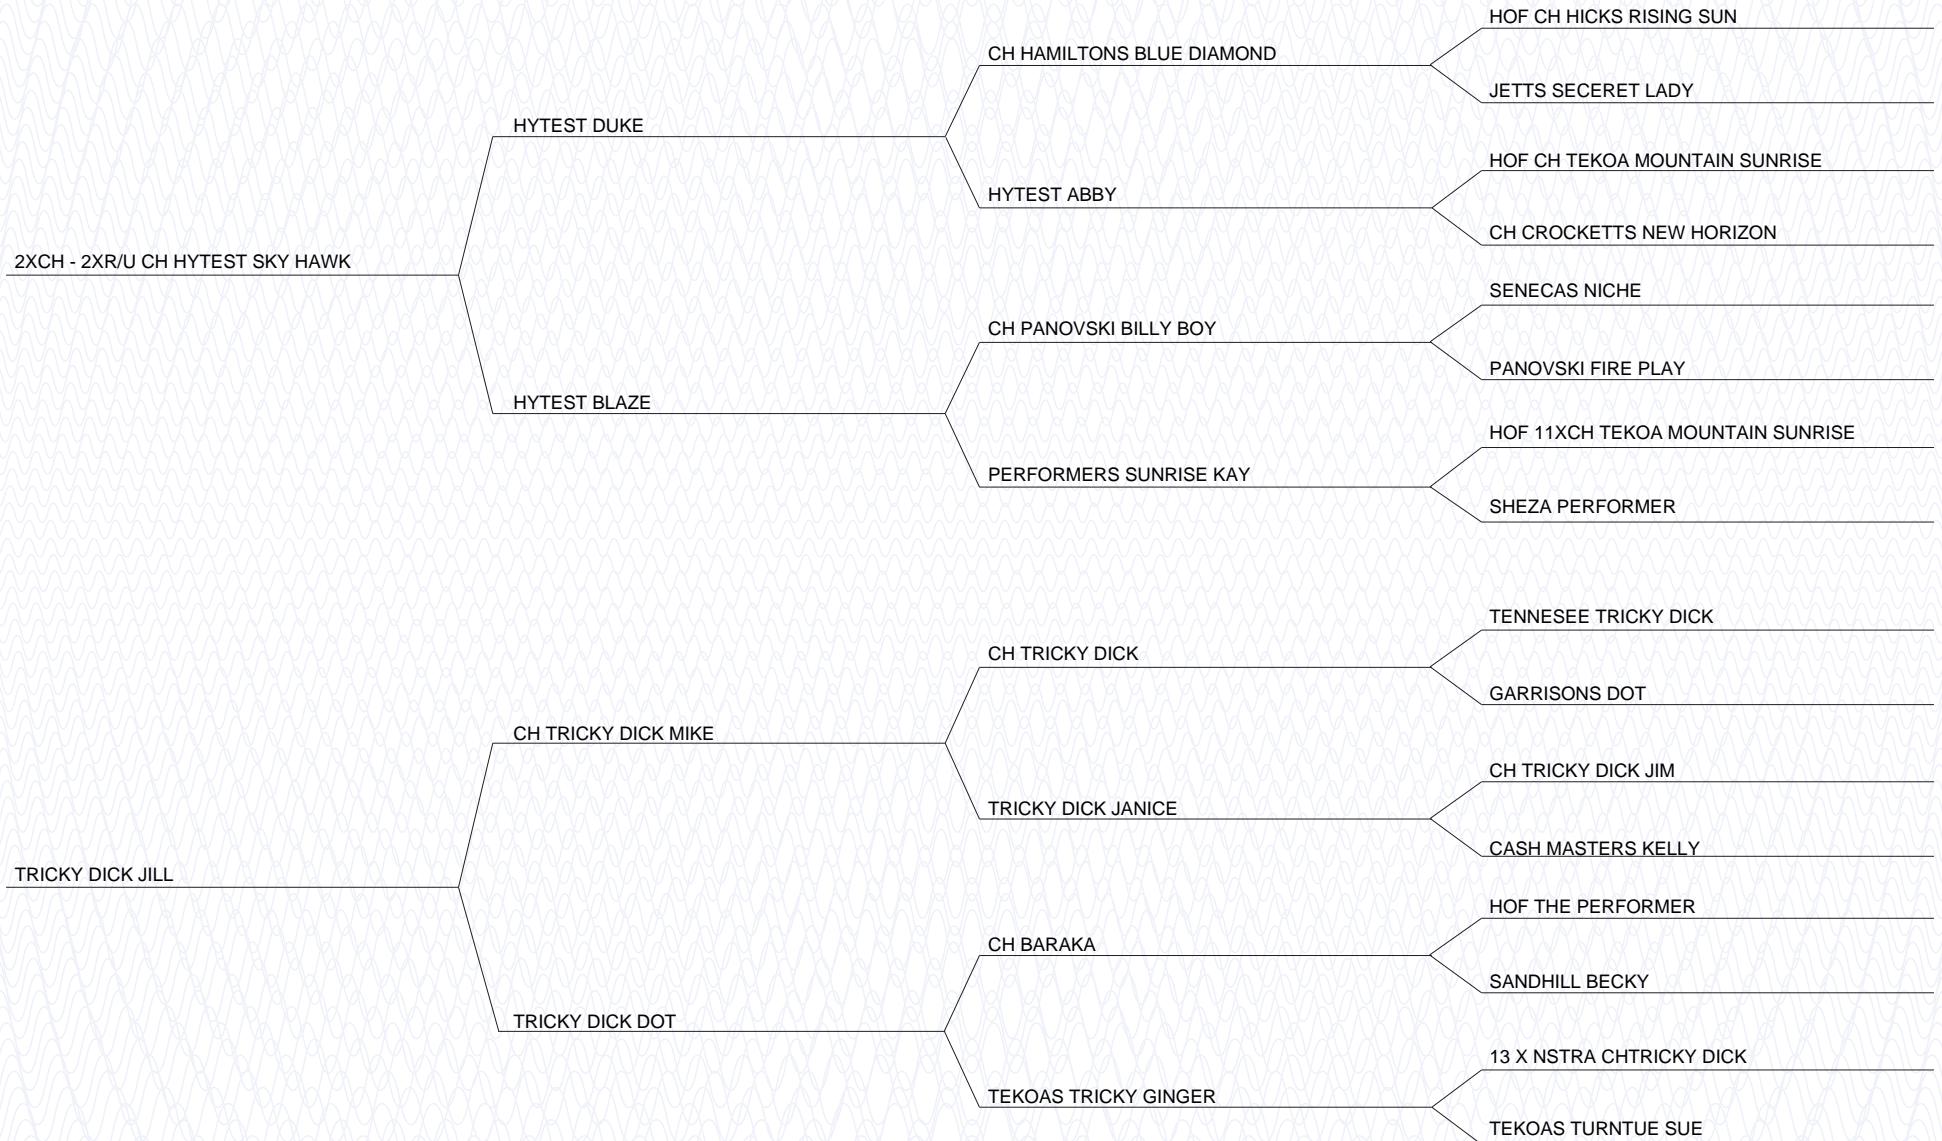 HOF CH HICKS RISING SUN
CH HAMILTONS BLUE DIAMOND
JETTS SECERET LADY
HYTEST DUKE
HOF CH TEKOA MOUNTAIN SUNRISE
HYTEST ABBY
CH CROCKETTS NEW HORIZON
2XCH - 2XR/U CH HYTEST SKY HAWK
SENECAS NICHE
CH PANOVSKI BILLY BOY
PANOVSKI FIRE PLAY
HYTEST BLAZE
HOF 11XCH TEKOA MOUNTAIN SUNRISE
PERFORMERS SUNRISE KAY
SHEZA PERFORMER
TENNESEE TRICKY DICK
CH TRICKY DICK
GARRISONS DOT
CH TRICKY DICK MIKE
CH TRICKY DICK JIM
TRICKY DICK JANICE
CASH MASTERS KELLY
TRICKY DICK JILL
HOF THE PERFORMER
CH BARAKA
SANDHILL BECKY
TRICKY DICK DOT
13 X NSTRA CHTRICKY DICK
TEKOAS TRICKY GINGER
TEKOAS TURNTUE SUE